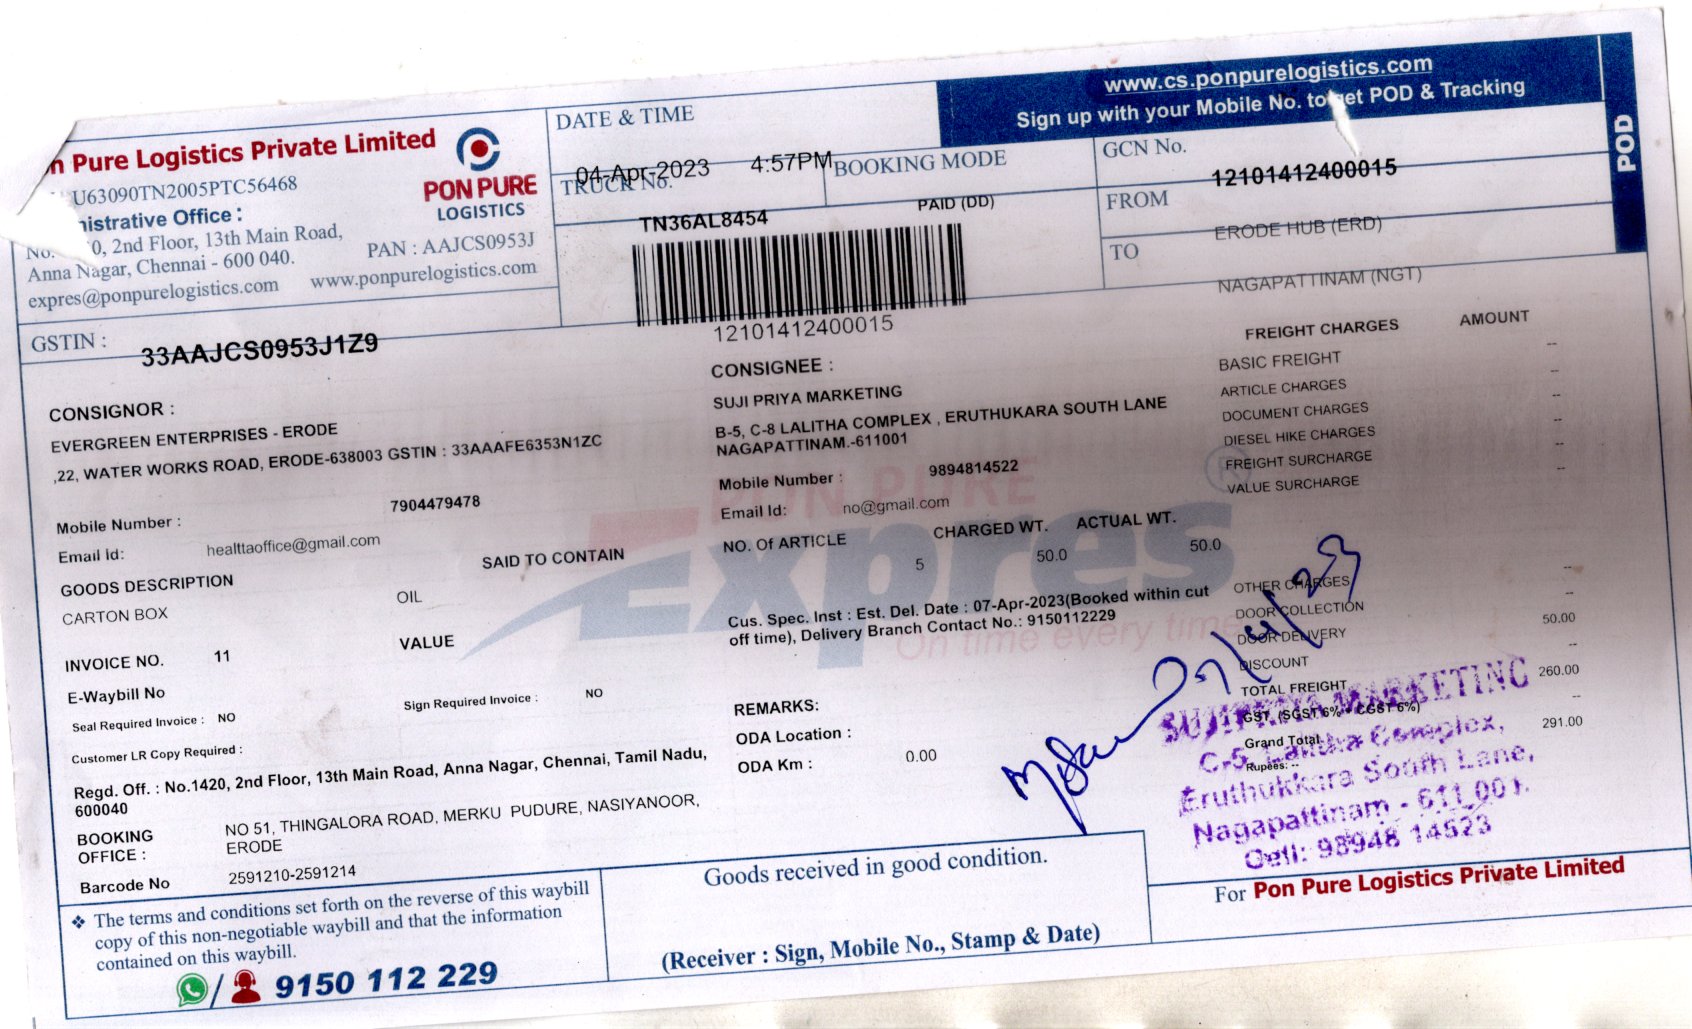 n Pure Logistics Private Limited
U63090TN2005PTC56468
nistrative Office :
No. 0, 2nd Floor, 13th Main Road,
Anna Nagar, Chennai - 600 040.
expres@ponpurelogistics.com
PON PURE
LOGISTICS
PAN : AAJCS0953J
www.ponpurelogistics.com
GSTIN : 33AAJCS0953J1Z9
DATE & TIME
04-Apr-2023 4:57PM
TRUCK No.
TN36AL8454
BOOKING MODE
PAID (DD)
12101412400015
www.cs.ponpurelogistics.com
Sign up with your Mobile No. to get POD & Tracking
POD
GCN No.
12101412400015
FROM
ERODE HUB (ERD)
TO
NAGAPATTINAM (NGT)
CONSIGNOR :
EVERGREEN ENTERPRISES - ERODE
,22, WATER WORKS ROAD, ERODE-638003 GSTIN : 33AAAFE6353N1ZC
Mobile Number : 7904479478
Email Id: healttaoffice@gmail.com
CONSIGNEE :
SUJI PRIYA MARKETING
B-5, C-8 LALITHA COMPLEX , ERUTHUKARA SOUTH LANE
NAGAPATTINAM.-611001
Mobile Number : 9894814522
Email Id: no@gmail.com
GOODS DESCRIPTION SAID TO CONTAIN
CARTON BOX OIL
NO. Of ARTICLE CHARGED WT. ACTUAL WT.
5 50.0 50.0
Cus. Spec. Inst : Est. Del. Date : 07-Apr-2023(Booked within cut
off time), Delivery Branch Contact No.: 9150112229
PON PURE
Expres
On time every time
®
INVOICE NO. 11 VALUE
E-Waybill No
Seal Required Invoice : NO Sign Required Invoice : NO
Customer LR Copy Required :
REMARKS:
ODA Location :
ODA Km : 0.00
Regd. Off. : No.1420, 2nd Floor, 13th Main Road, Anna Nagar, Chennai, Tamil Nadu,
600040
BOOKING OFFICE : NO 51, THINGALORA ROAD, MERKU PUDURE, NASIYANOOR,
ERODE
Barcode No 2591210-2591214
FREIGHT CHARGES AMOUNT
BASIC FREIGHT --
ARTICLE CHARGES --
DOCUMENT CHARGES --
DIESEL HIKE CHARGES --
FREIGHT SURCHARGE --
VALUE SURCHARGE --
OTHER CHARGES --
DOOR COLLECTION --
DOOR DELIVERY 50.00
DISCOUNT --
TOTAL FREIGHT 260.00
GST. (SGST 6% + CGST 6%) --
Grand Total 291.00
Rupees: --
SUJI PRIYA MARKETING
C-5, Lalitha Complex,
Eruthukkara South Lane,
Nagapattinam - 611 001.
Cell: 98948 14523
❖ The terms and conditions set forth on the reverse of this waybill
copy of this non-negotiable waybill and that the information
contained on this waybill.
/ 9150 112 229
Goods received in good condition.
(Receiver : Sign, Mobile No., Stamp & Date)
For Pon Pure Logistics Private Limited